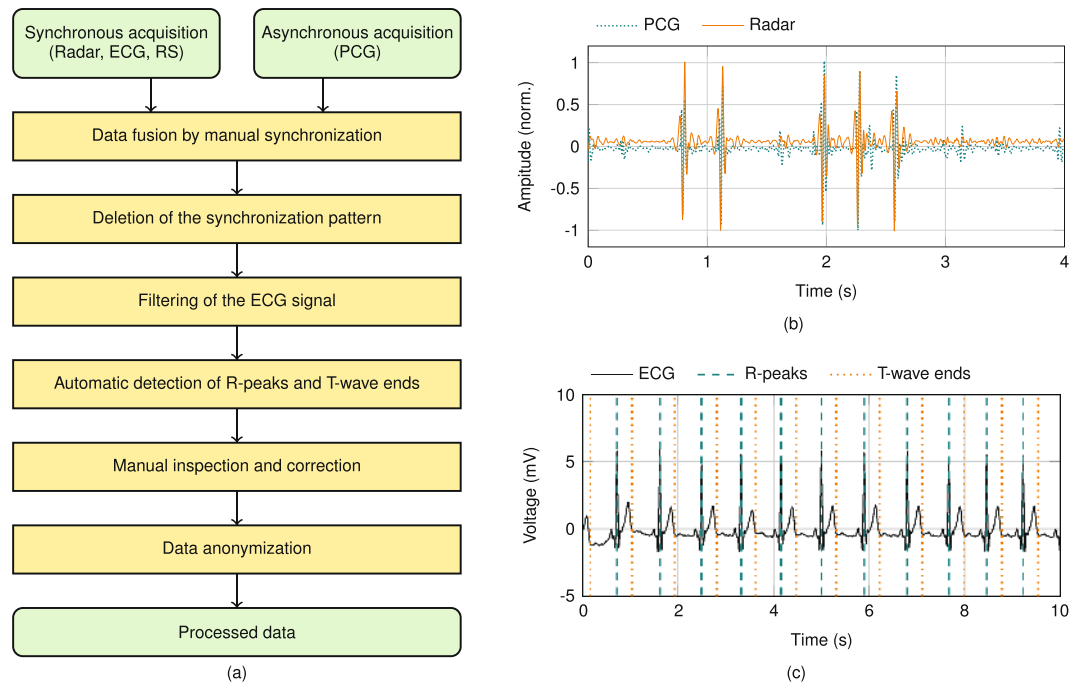 Synchronous acquisition
(Radar, ECG, RS)
Asynchronous acquisition
(PCG)
Data fusion by manual synchronization
Deletion of the synchronization pattern
Filtering of the ECG signal
Automatic detection of R-peaks and T-wave ends
Manual inspection and correction
Data anonymization
Processed data
(a)
PCG
Radar
Ampitude (norm.)
1
0.5
0
-0.5
-1
0
1
2
3
4
Time (s)
(b)
ECG
R-peaks
T-wave ends
Voltage (mV)
10
5
0
-5
0
2
4
6
8
10
Time (s)
(c)